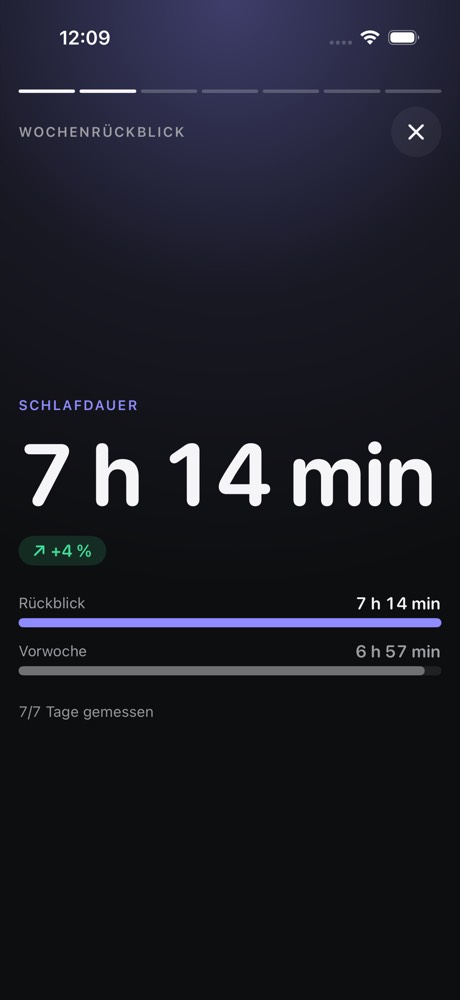 12:09
WOCHENRÜCKBLICK
SCHLAFDAUER
7 h 14 min
+4 %
Rückblick 7 h 14 min
Vorwoche 6 h 57 min
7/7 Tage gemessen